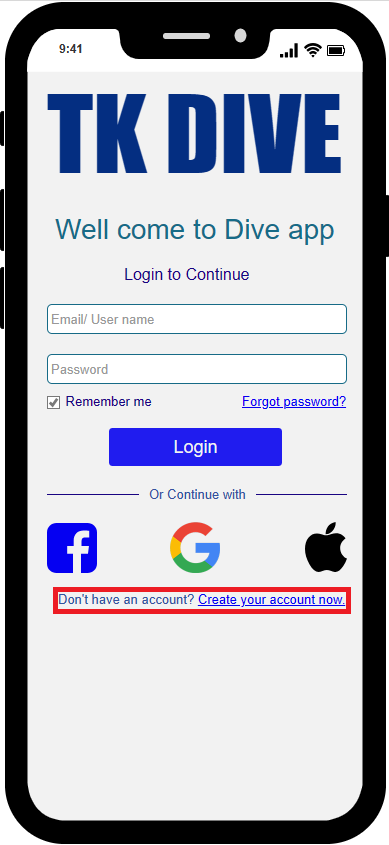 9:41
TK DIVE
Well come to Dive app
Login to Continue
Email/ User name
Password
Remember me Forgot password?
Login
Or Continue with
Don't have an account? Create your account now.